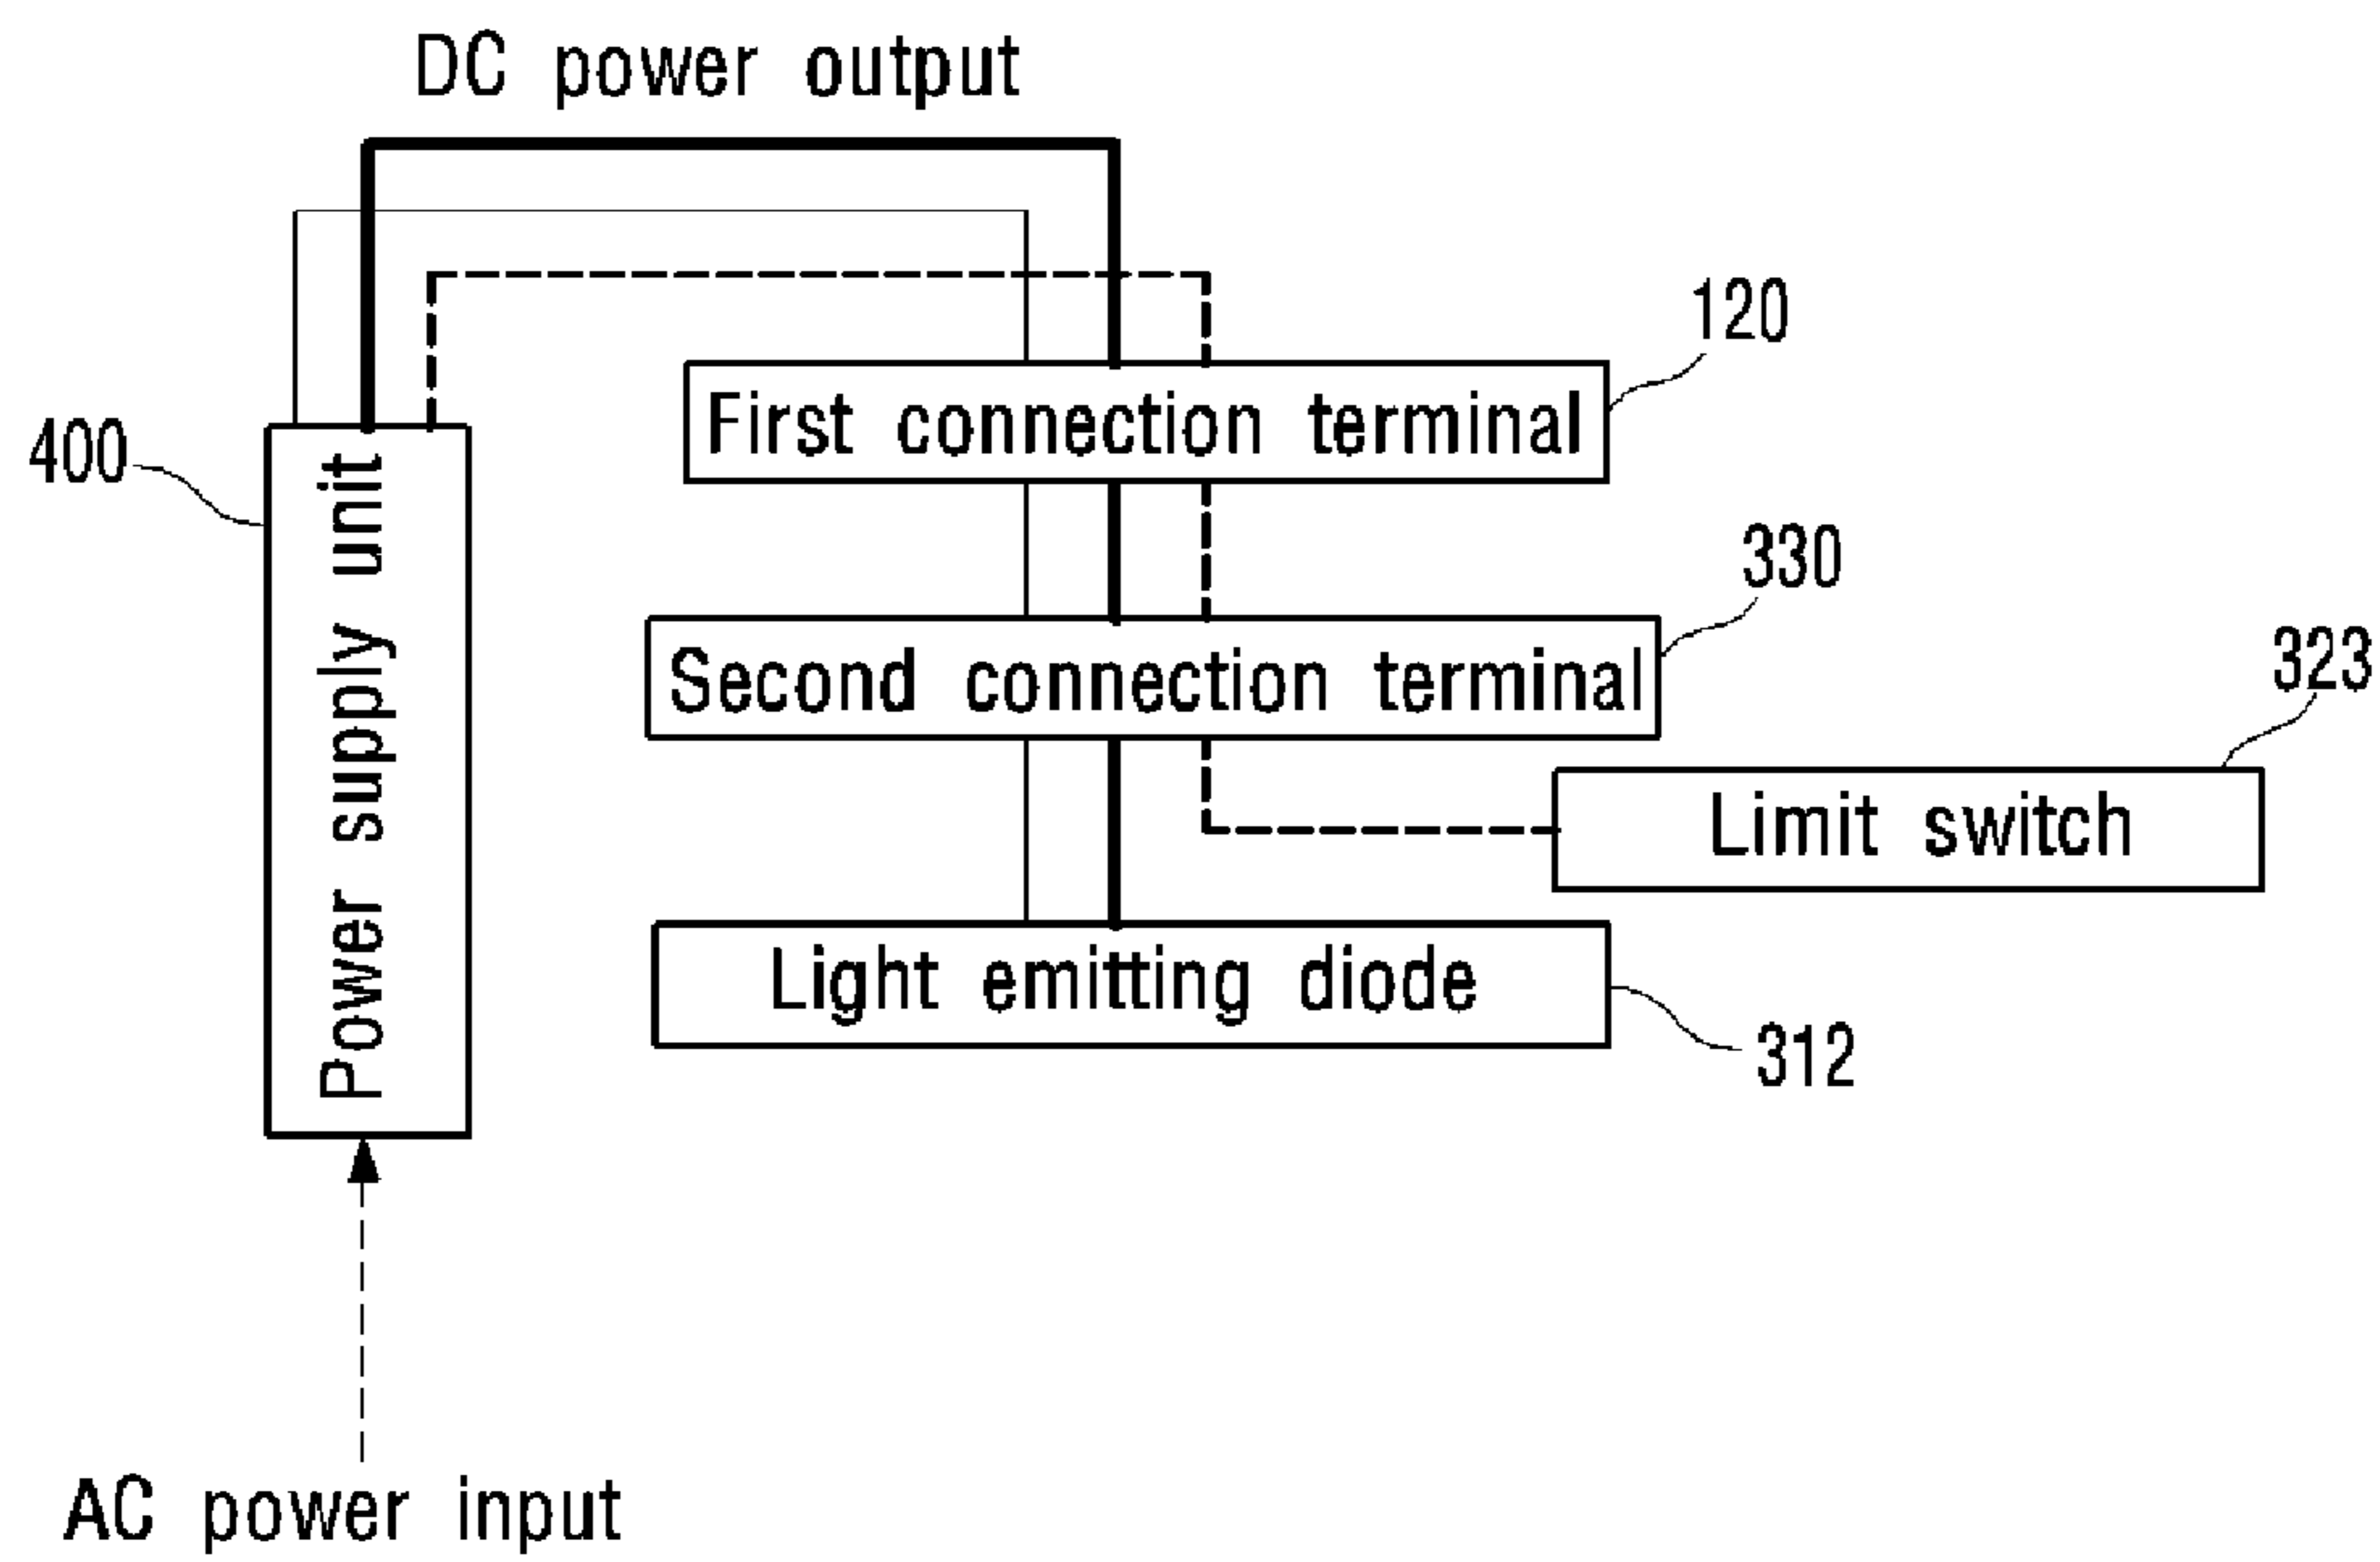 DC power output
120
First connection terminal
400
Power supply unit
330
Second connection terminal
323
Limit switch
Light emitting diode
312
AC power input